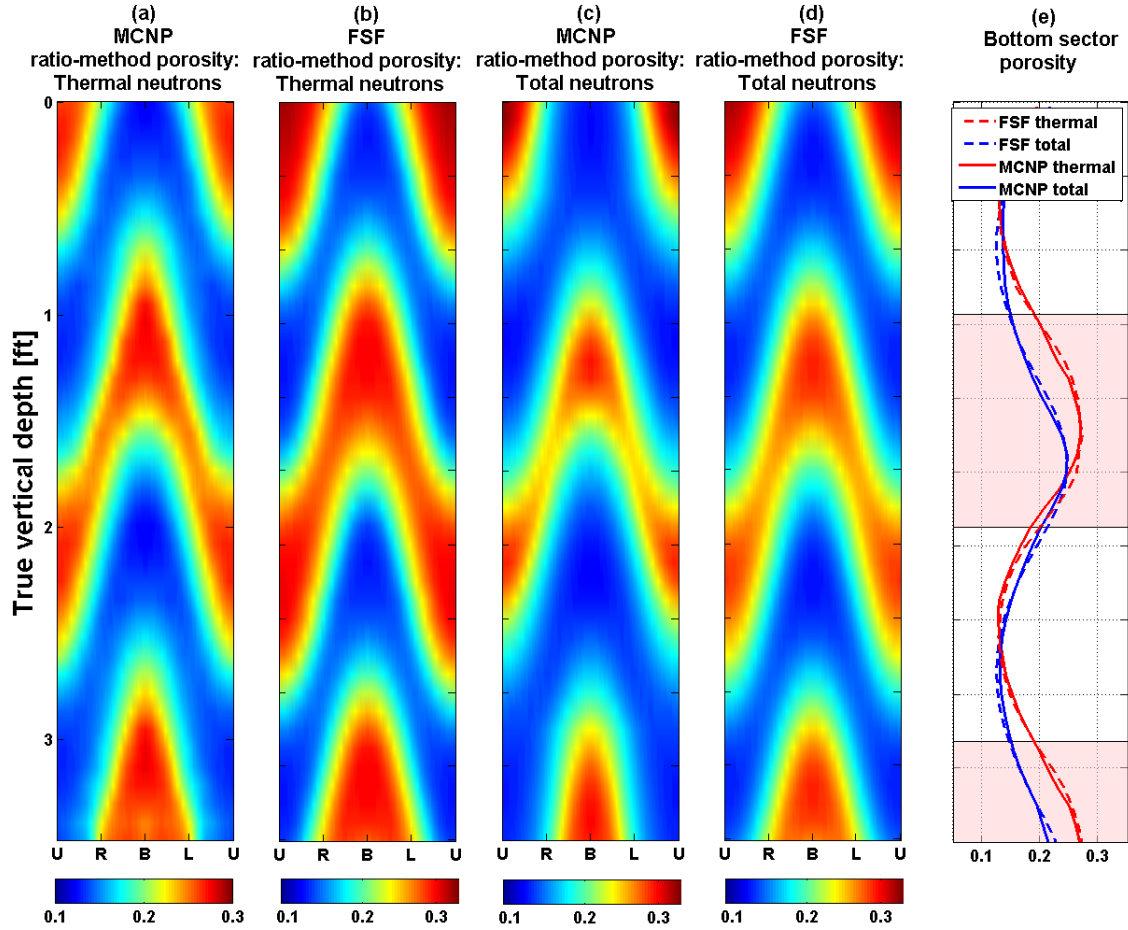 (a)
MCNP
ratio-method porosity:
Thermal neutrons
(b)
FSF
ratio-method porosity:
Thermal neutrons
(c)
MCNP
ratio-method porosity:
Total neutrons
(d)
FSF
ratio-method porosity:
Total neutrons
(e)
Bottom sector
porosity
FSF thermal
FSF total
MCNP thermal
MCNP total
True vertical depth [ft]
0
1
2
3
U R B L U
U R B L U
U R B L U
U R B L U
0.1 0.2 0.3
0.1 0.2 0.3
0.1 0.2 0.3
0.1 0.2 0.3
0.1 0.2 0.3